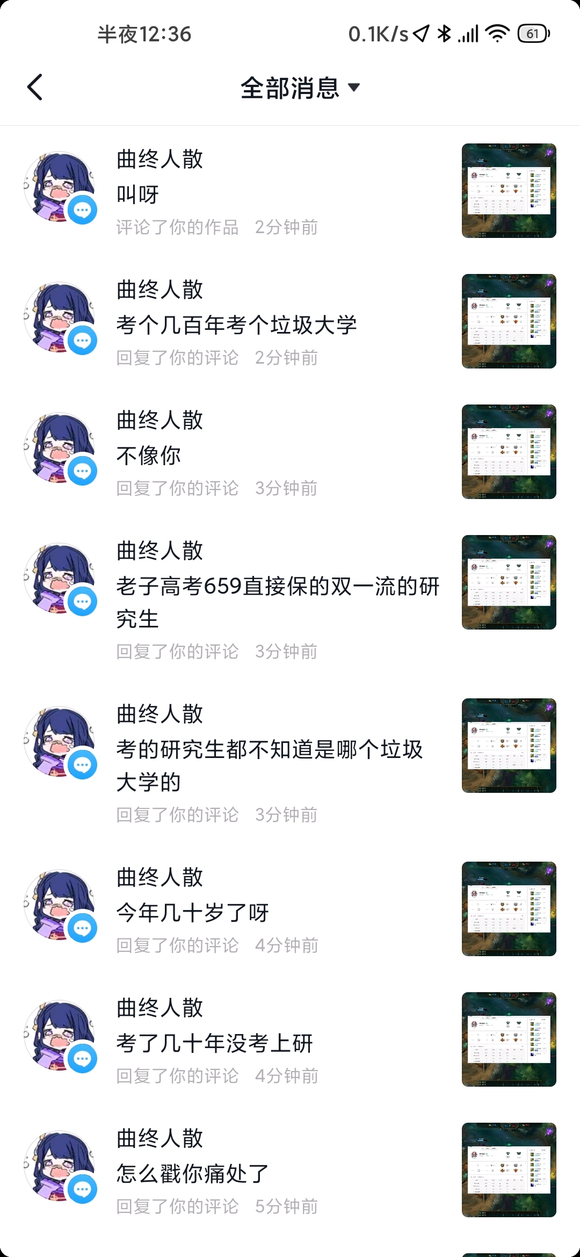 半夜12:36
0.1K/s
61
全部消息
曲终人散
叫呀
评论了你的作品 2分钟前
曲终人散
考个几百年考个垃圾大学
回复了你的评论 2分钟前
曲终人散
不像你
回复了你的评论 3分钟前
曲终人散
老子高考659直接保的双一流的研
究生
回复了你的评论 3分钟前
曲终人散
考的研究生都不知道是哪个垃圾
大学的
回复了你的评论 3分钟前
曲终人散
今年几十岁了呀
回复了你的评论 4分钟前
曲终人散
考了几十年没考上研
回复了你的评论 4分钟前
曲终人散
怎么戳你痛处了
回复了你的评论 5分钟前